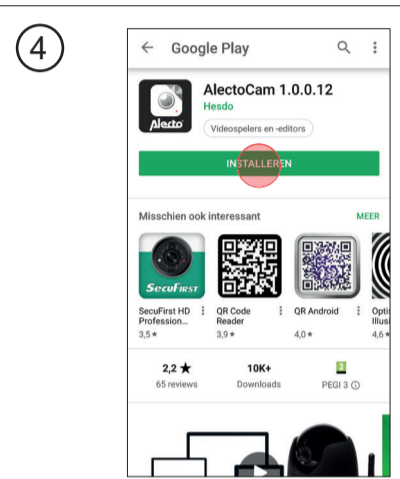 4
Google Play
Alecto
AlectoCam 1.0.0.12
Hesdo
Videospelers en -editors
INSTALLEREN
Misschien ook interessant
MEER
SecuFirst
SecuFirst HD Profession...
3,5★
QR Code Reader
3,9★
QR Android
4,0★
Opti
Illus
4,6★
2,2 ★
65 reviews
10K+
Downloads
3
PEGI 3